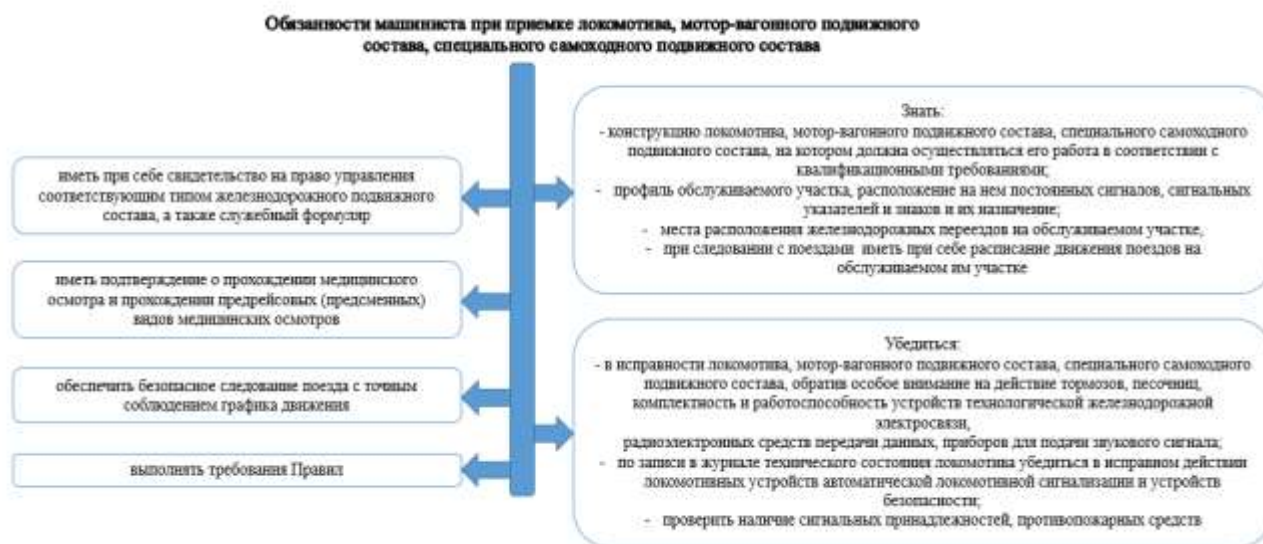 Обязанности машиниста при приемке локомотива, мотор-вагонного подвижного
состава, специального самоходного подвижного состава
иметь при себе свидетельство на право управления
соответствующим типом железнодорожного подвижного
состава, а также служебный формуляр
иметь подтверждение о прохождении медицинского
осмотра и прохождении предрейсовых (предсменных)
видов медицинских осмотров
обеспечить безопасное следование поезда с точным
соблюдением графика движения
выполнять требования Правил
Знать:
- конструкцию локомотива, мотор-вагонного подвижного состава, специального самоходного
подвижного состава, на котором должна осуществляться его работа в соответствии с
квалификационными требованиями;
- профиль обслуживаемого участка, расположение на нем постоянных сигналов, сигнальных
указателей и знаков и их назначение;
- места расположения железнодорожных переездов на обслуживаемом участке,
- при следовании с поездами иметь при себе расписание движения поездов на
обслуживаемом им участке
Убедиться:
- в исправности локомотива, мотор-вагонного подвижного состава, специального самоходного
подвижного состава, обратив особое внимание на действие тормозов, песочниц,
комплектность и работоспособность устройств технологической железнодорожной
электросвязи,
радиоэлектронных средств передачи данных, приборов для подачи звукового сигнала;
- по записи в журнале технического состояния локомотива убедиться в исправном действии
локомотивных устройств автоматической локомотивной сигнализации и устройств
безопасности;
- проверить наличие сигнальных принадлежностей, противопожарных средств